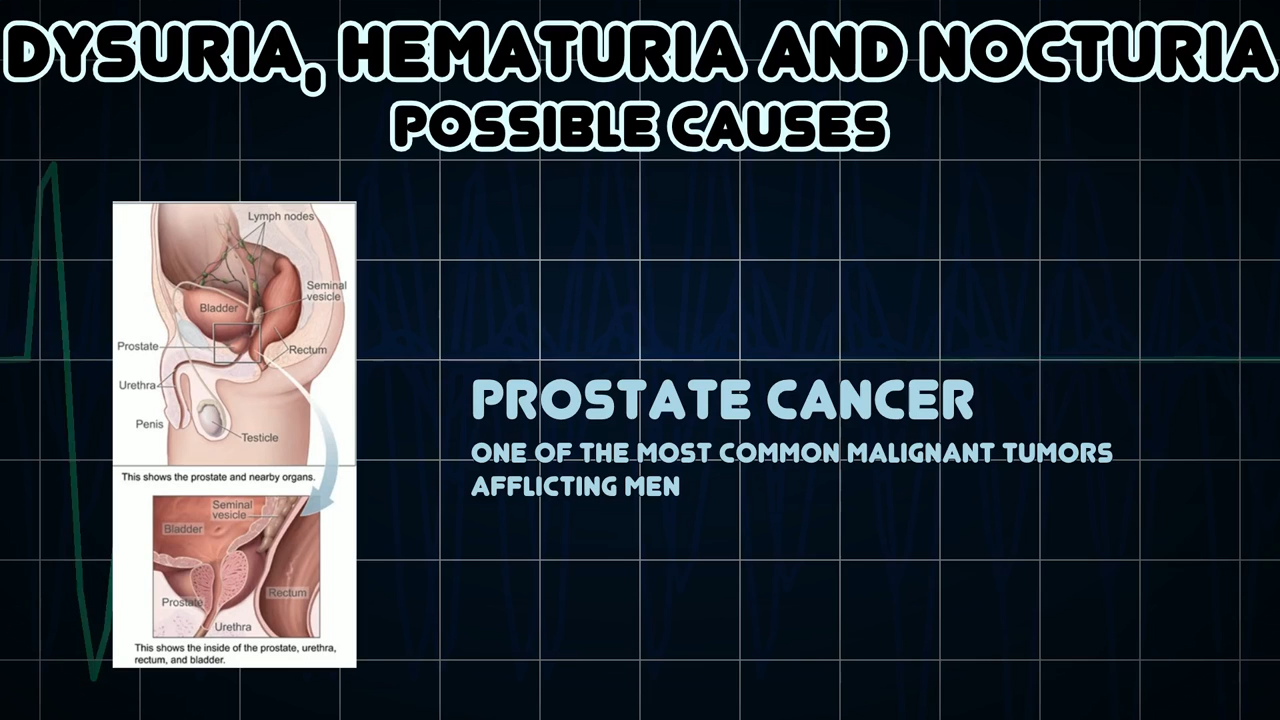 DYSURIA, HEMATURIA AND NOCTURIA
POSSIBLE CAUSES
Lymph nodes
Seminal
vesicle
Bladder
Prostate
Rectum
Urethra
Penis
Testicle
This shows the prostate and nearby organs.
Seminal
vesicle
Bladder
Rectum
Prostate
Urethra
This shows the inside of the prostate, urethra,
rectum, and bladder.
PROSTATE CANCER
ONE OF THE MOST COMMON MALIGNANT TUMORS
AFFLICTING MEN